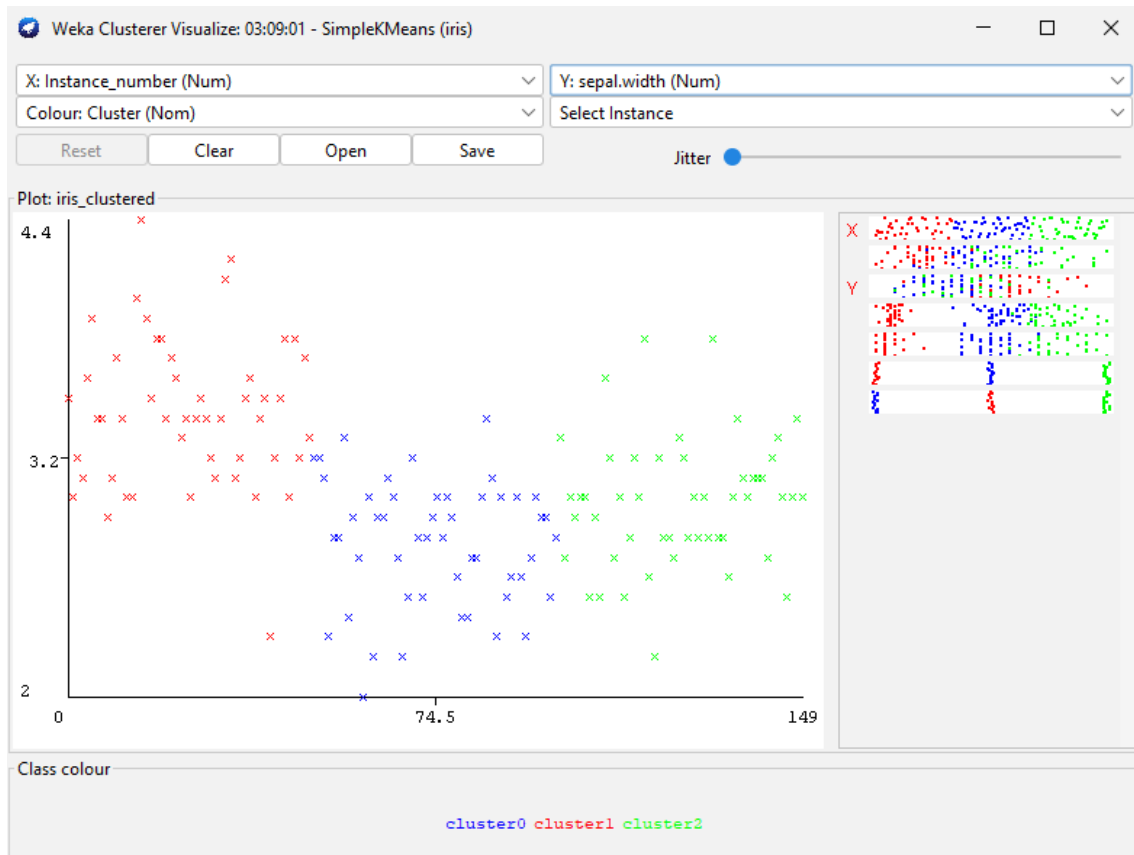 Weka Clusterer Visualize: 03:09:01 - SimpleKMeans (iris)
X: Instance_number (Num)
Y: sepal.width (Num)
Colour: Cluster (Nom)
Select Instance
Reset
Clear
Open
Save
Jitter
Plot: iris_clustered
4.4
3.2
2
0
74.5
149
X
Y
Class colour
cluster0 cluster1 cluster2